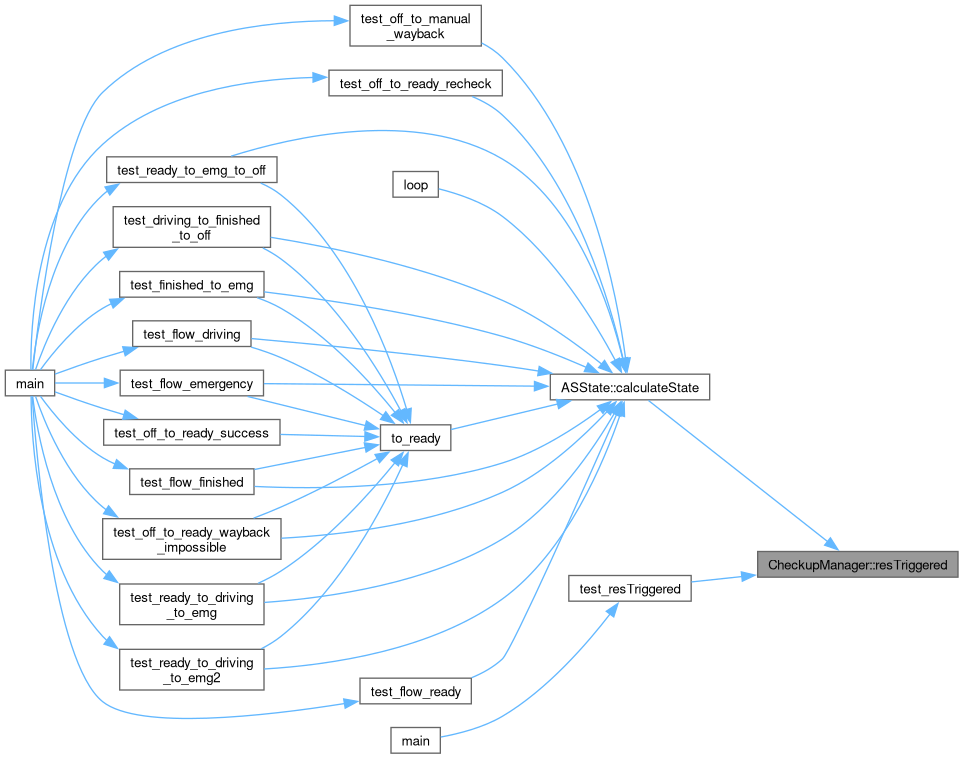 test_off_to_manual
_wayback
test_off_to_ready_recheck
test_ready_to_emg_to_off
loop
test_driving_to_finished
_to_off
test_finished_to_emg
test_flow_driving
main
test_flow_emergency
ASState::calculateState
test_off_to_ready_success
to_ready
test_flow_finished
test_off_to_ready_wayback
_impossible
CheckupManager::resTriggered
test_ready_to_driving
_to_emg
test_resTriggered
test_ready_to_driving
_to_emg2
test_flow_ready
main